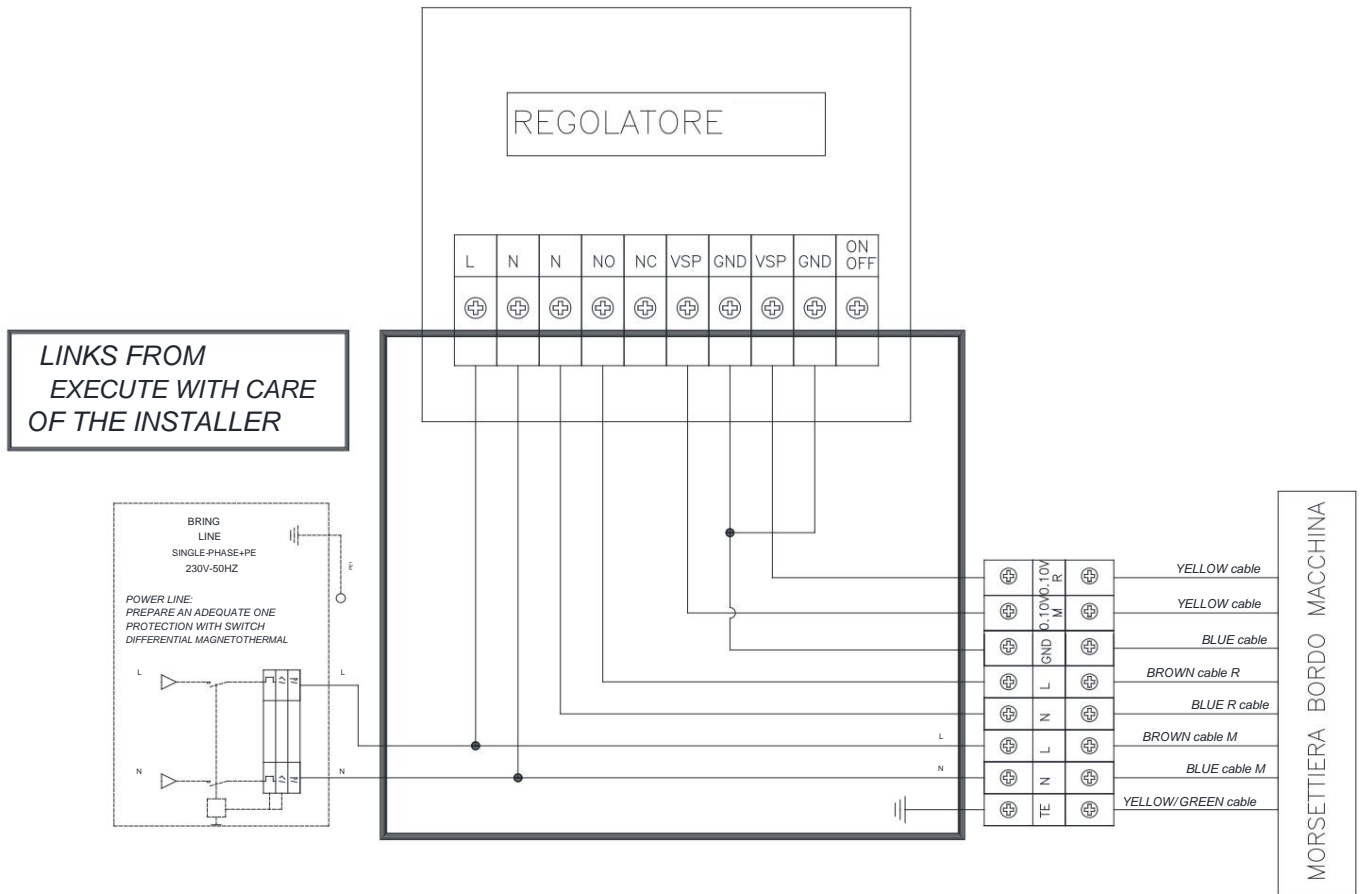 REGOLATORE
L N N NO NC VSP GND VSP GND ON
OFF
LINKS FROM
EXECUTE WITH CARE
OF THE INSTALLER
BRING
LINE
SINGLE-PHASE+PE
230V-50HZ
PE1
POWER LINE:
PREPARE AN ADEQUATE ONE
PROTECTION WITH SWITCH
DIFFERENTIAL MAGNETOTHERMAL
L
L
N
N
L
N
0.10V
R
0.10V
M
GND
L
N
L
N
TE
YELLOW cable
YELLOW cable
BLUE cable
BROWN cable R
BLUE R cable
BROWN cable M
BLUE cable M
YELLOW/GREEN cable
MORSETTIERA BORDO MACCHINA